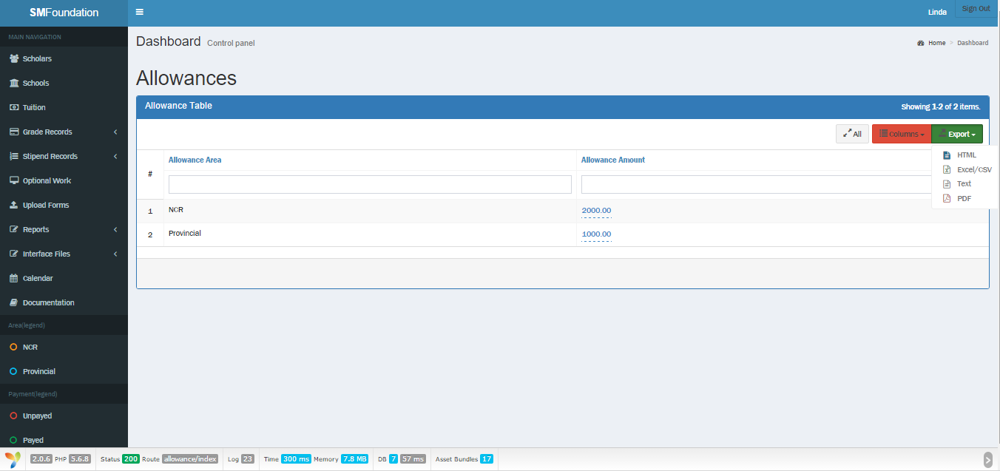 SMFoundation
Linda
Sign Out
MAIN NAVIGATION
Scholars
Schools
Tuition
Grade Records
Stipend Records
Optional Work
Upload Forms
Reports
Interface Files
Calendar
Documentation
Area(legend)
NCR
Provincial
Payment(legend)
Unpayed
Payed
Dashboard Control panel
Home > Dashboard
Allowances
Allowance Table
Showing 1-2 of 2 items.
All
Columns
Export
HTML
Excel/CSV
Text
PDF
# Allowance Area Allowance Amount
1 NCR 2000.00
2 Provincial 1000.00
2.0.6 PHP 5.6.8 Status 200 Route allowance/index Log 23 Time 300 ms Memory 7.8 MB DB 7 57 ms Asset Bundles 17